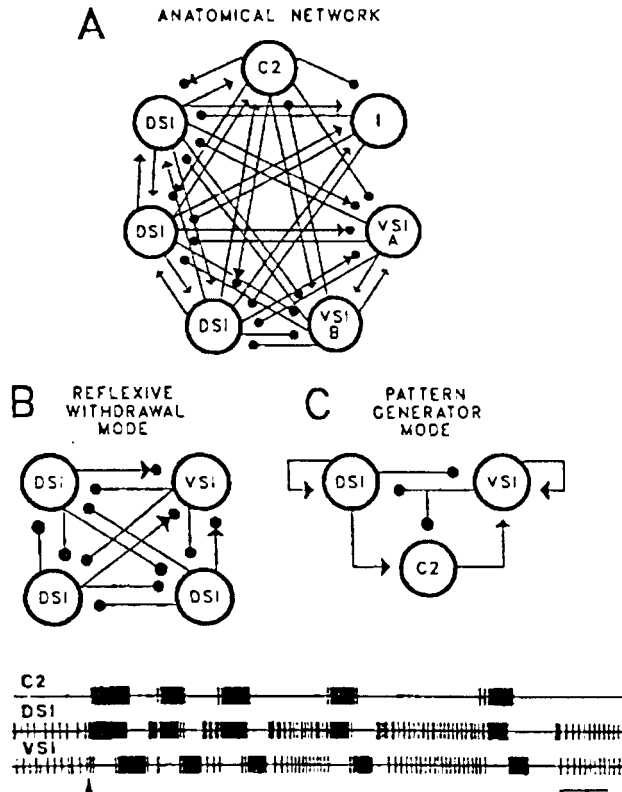 A
ANATOMICAL NETWORK
C2
DSI
I
DSI
VSI
A
DSI
VSI
B
B
REFLEXIVE
WITHDRAWAL
MODE
DSI
VSI
DSI
DSI
C
PATTERN
GENERATOR
MODE
DSI
VSI
C2
C2
DSI
VSI